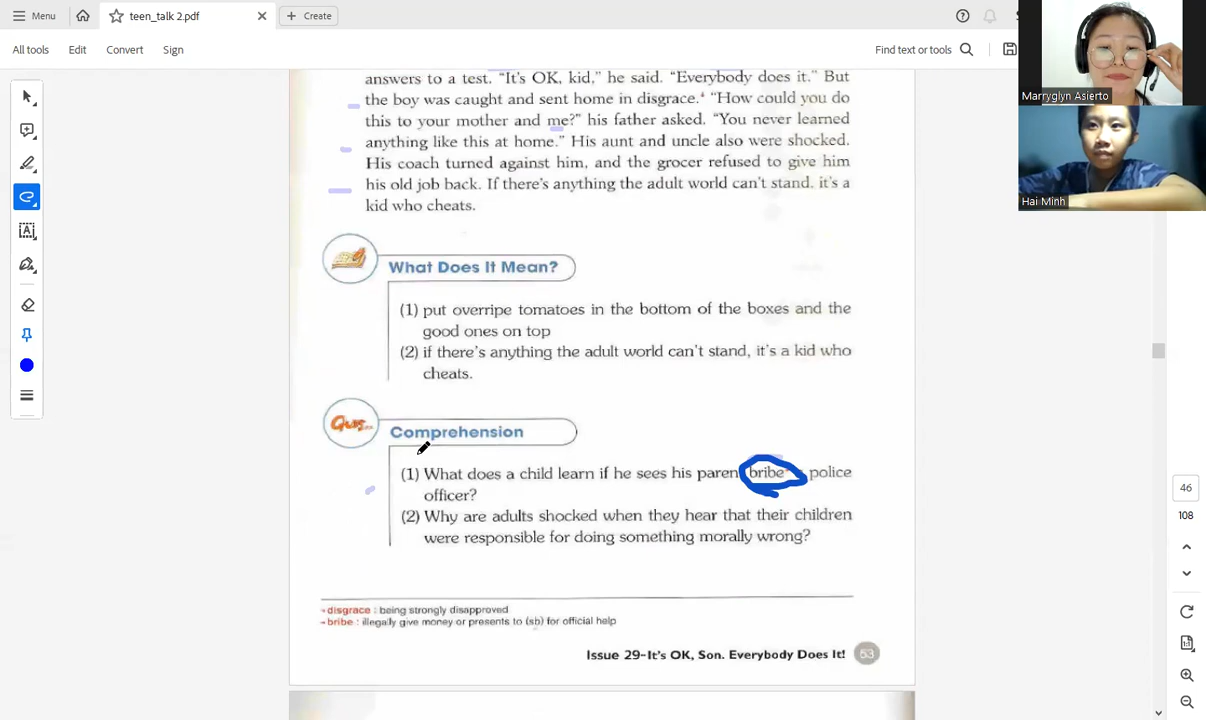 Menu
teen_talk 2.pdf
Create
All tools
Edit
Convert
Sign
Find text or tools
Marryglyn Asierto
Hai Minh
answers to a test. "It's OK, kid," he said. "Everybody does it." But
the boy was caught and sent home in disgrace. "How could you do
this to your mother and me?" his father asked. "You never learned
anything like this at home." His aunt and uncle also were shocked.
His coach turned against him, and the grocer refused to give him
his old job back. If there's anything the adult world can't stand, it's a
kid who cheats.
What Does It Mean?
(1) put overripe tomatoes in the bottom of the boxes and the
good ones on top
(2) if there's anything the adult world can't stand, it's a kid who
cheats.
Quiz...
Comprehension
(1) What does a child learn if he sees his paren bribe police
officer?
(2) Why are adults shocked when they hear that their children
were responsible for doing something morally wrong?
disgrace : being strongly disapproved
bribe : illegally give money or presents to (sb) for official help
Issue 29-It's OK, Son. Everybody Does It! 53
46
108